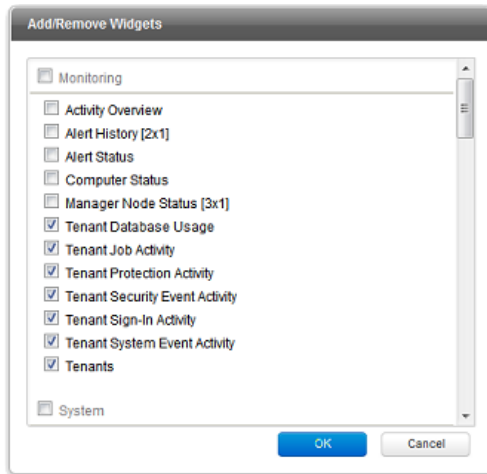 Add/Remove Widgets
Monitoring
Activity Overview
Alert History [2x1]
Alert Status
Computer Status
Manager Node Status [3x1]
Tenant Database Usage
Tenant Job Activity
Tenant Protection Activity
Tenant Security Event Activity
Tenant Sign-In Activity
Tenant System Event Activity
Tenants
System
OK Cancel